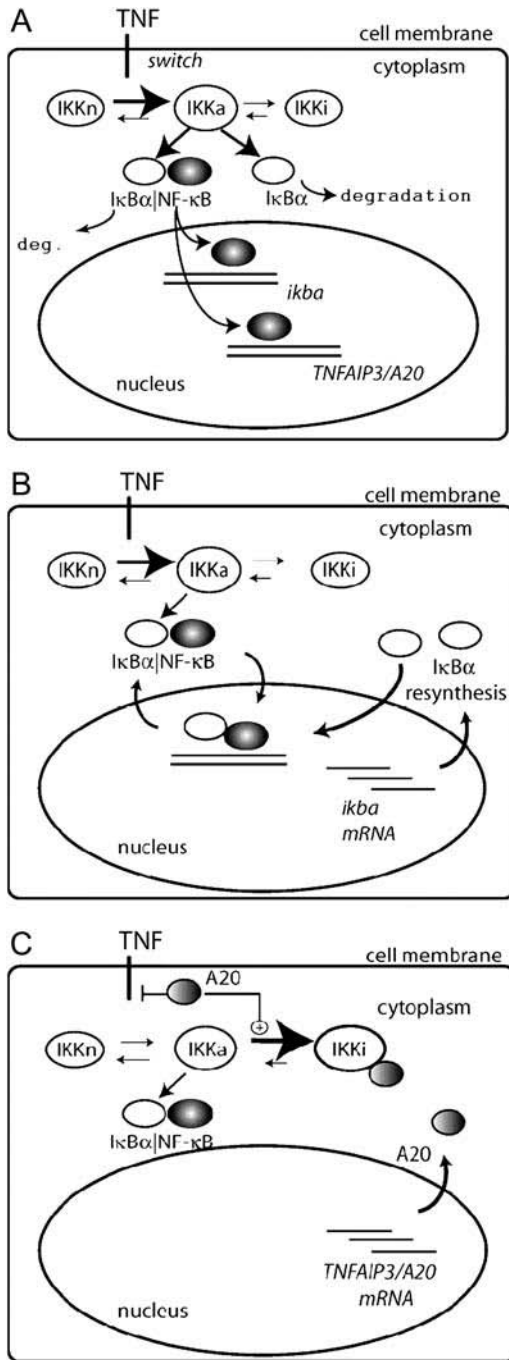 A
TNF
cell membrane
switch
cytoplasm
IKKn
IKKa
IKKi
IκBα|NF-κB
IκBα
degradation
deg.
ikba
TNFAIP3/A20
nucleus
B
TNF
cell membrane
cytoplasm
IKKn
IKKa
IKKi
IκBα|NF-κB
IκBα
resynthesis
ikba
mRNA
nucleus
C
TNF
cell membrane
A20
cytoplasm
+
IKKn
IKKa
IKKi
IκBα|NF-κB
A20
TNFAIP3/A20
mRNA
nucleus